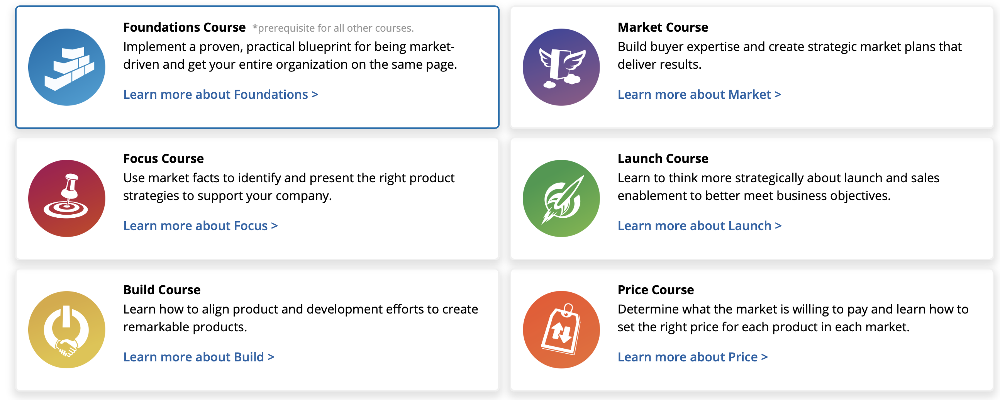 Foundations Course *prerequisite for all other courses.
Implement a proven, practical blueprint for being market-
driven and get your entire organization on the same page.
Learn more about Foundations >
Market Course
Build buyer expertise and create strategic market plans that
deliver results.
Learn more about Market >
Focus Course
Use market facts to identify and present the right product
strategies to support your company.
Learn more about Focus >
Launch Course
Learn to think more strategically about launch and sales
enablement to better meet business objectives.
Learn more about Launch >
Build Course
Learn how to align product and development efforts to create
remarkable products.
Learn more about Build >
Price Course
Determine what the market is willing to pay and learn how to
set the right price for each product in each market.
Learn more about Price >